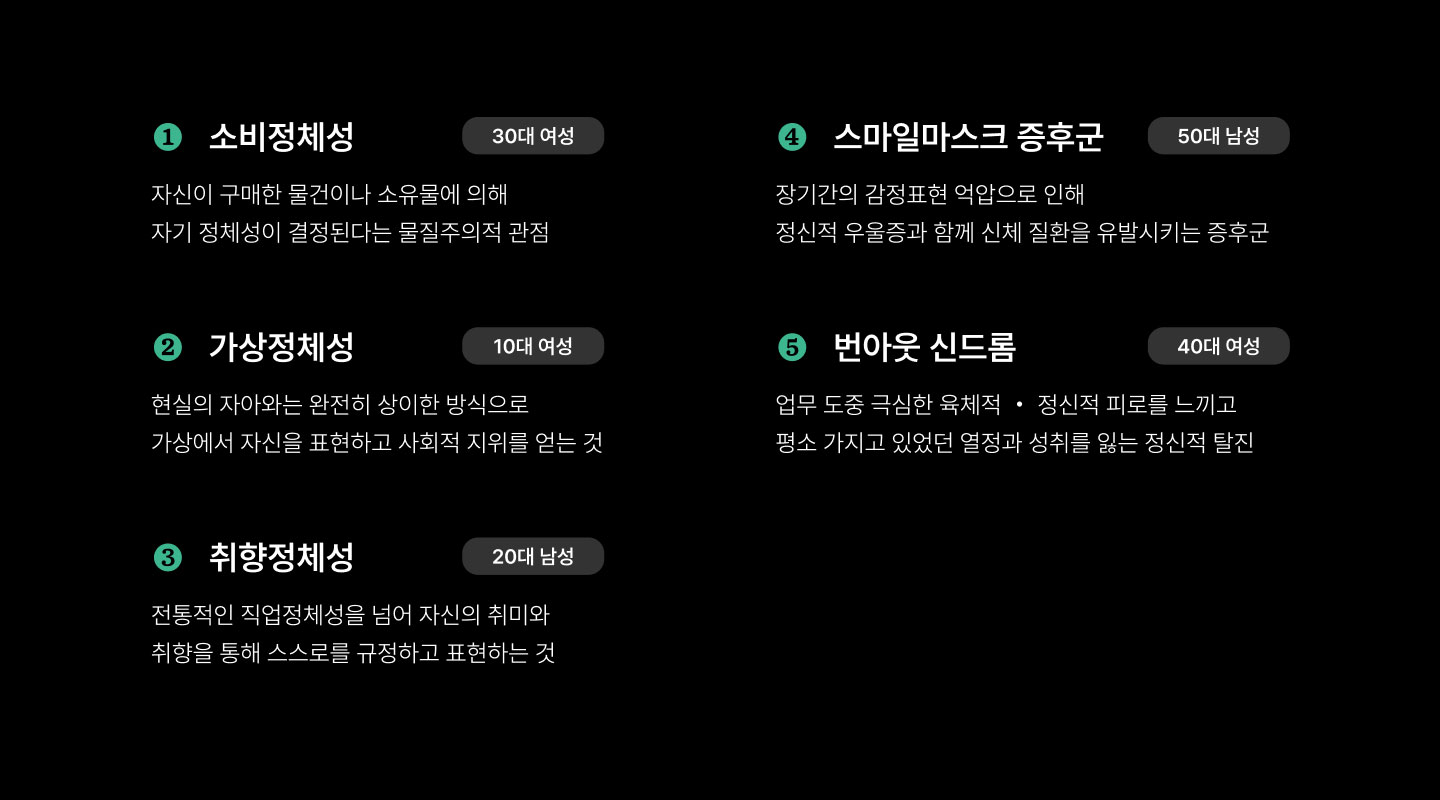 ❶ 소비정체성 30대 여성
자신이 구매한 물건이나 소유물에 의해
자기 정체성이 결정된다는 물질주의적 관점
❷ 가상정체성 10대 여성
현실의 자아와는 완전히 상이한 방식으로
가상에서 자신을 표현하고 사회적 지위를 얻는 것
❸ 취향정체성 20대 남성
전통적인 직업정체성을 넘어 자신의 취미와
취향을 통해 스스로를 규정하고 표현하는 것
❹ 스마일마스크 증후군 50대 남성
장기간의 감정표현 억압으로 인해
정신적 우울증과 함께 신체 질환을 유발시키는 증후군
❺ 번아웃 신드롬 40대 여성
업무 도중 극심한 육체적 • 정신적 피로를 느끼고
평소 가지고 있었던 열정과 성취를 잃는 정신적 탈진